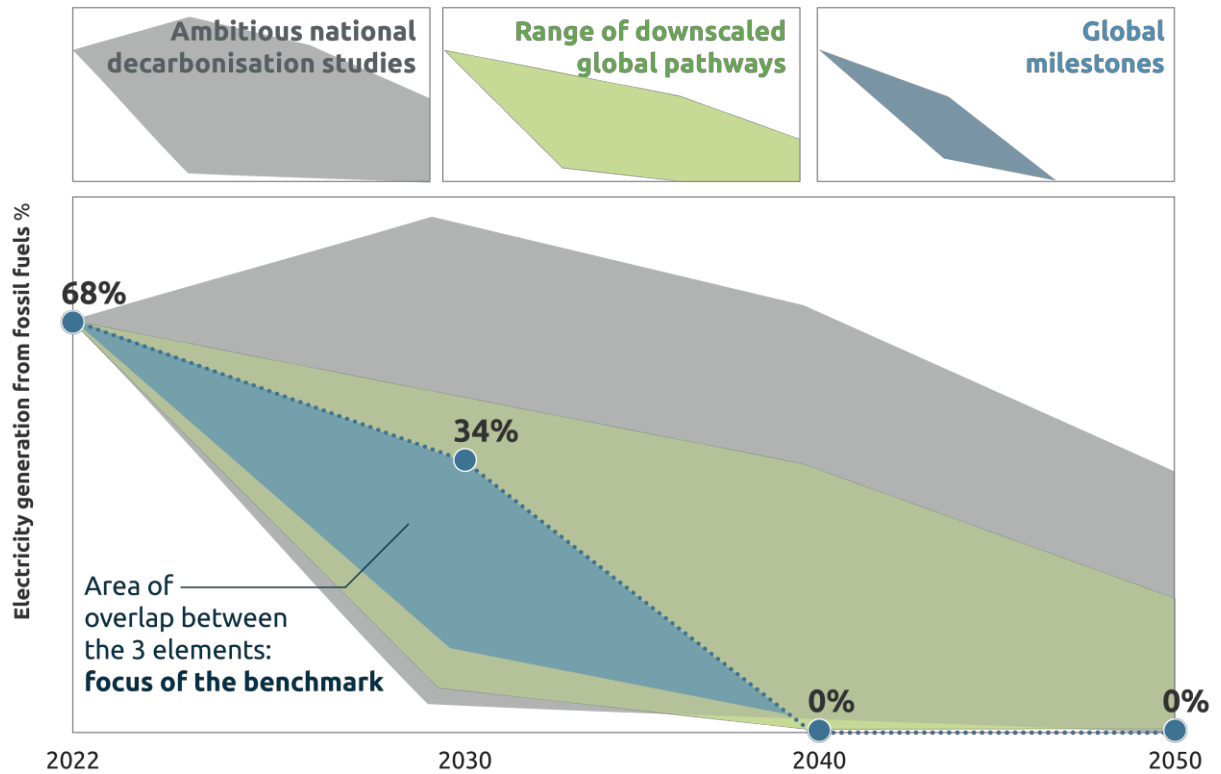 Ambitious national
decarbonisation studies
Range of downscaled
global pathways
Global
milestones
Electricity generation from fossil fuels %
68%
34%
Area of
overlap between
the 3 elements:
focus of the benchmark
0%
0%
2022
2030
2040
2050